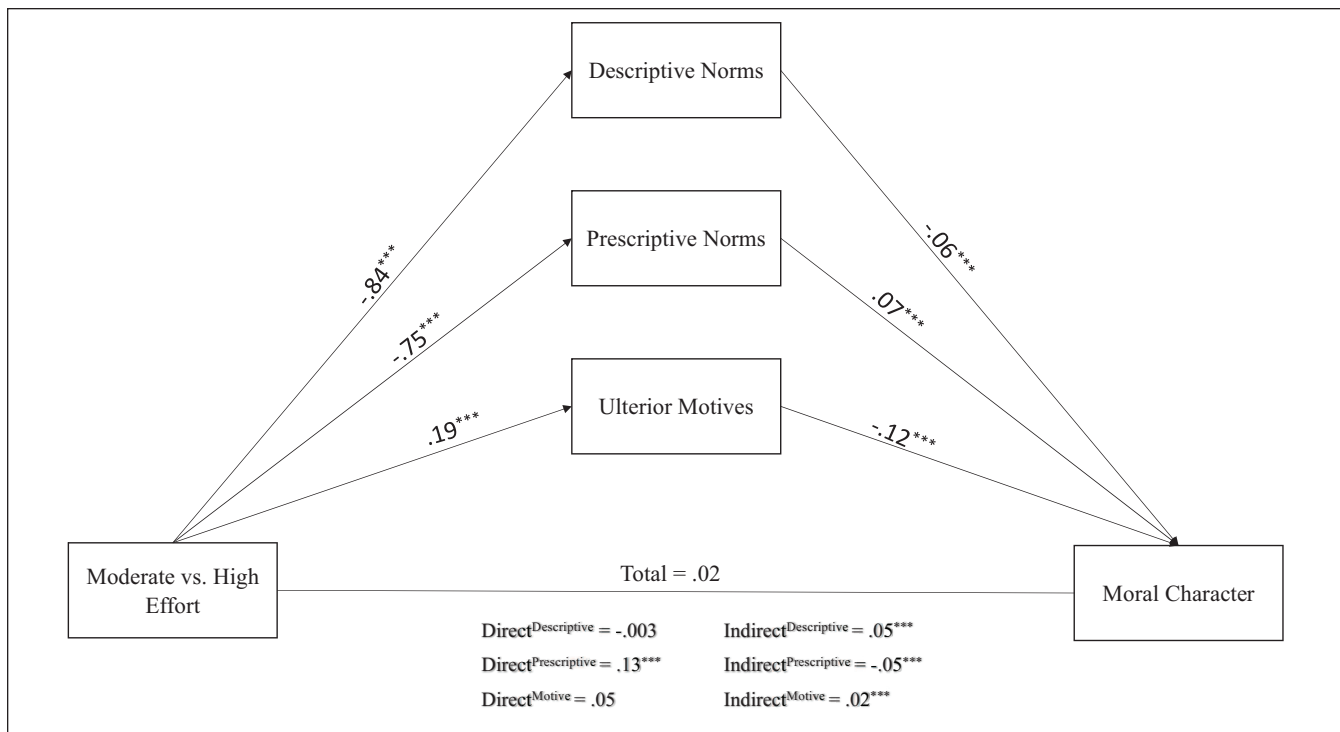 Descriptive Norms
Prescriptive Norms
Ulterior Motives
-.84***
-.75***
.19***
-.06***
.07***
-.12***
Moderate vs. High
Effort
Total = .02
Moral Character
Direct^Descriptive = -.003 Indirect^Descriptive = .05***
Direct^Prescriptive = .13*** Indirect^Prescriptive = -.05***
Direct^Motive = .05 Indirect^Motive = .02***